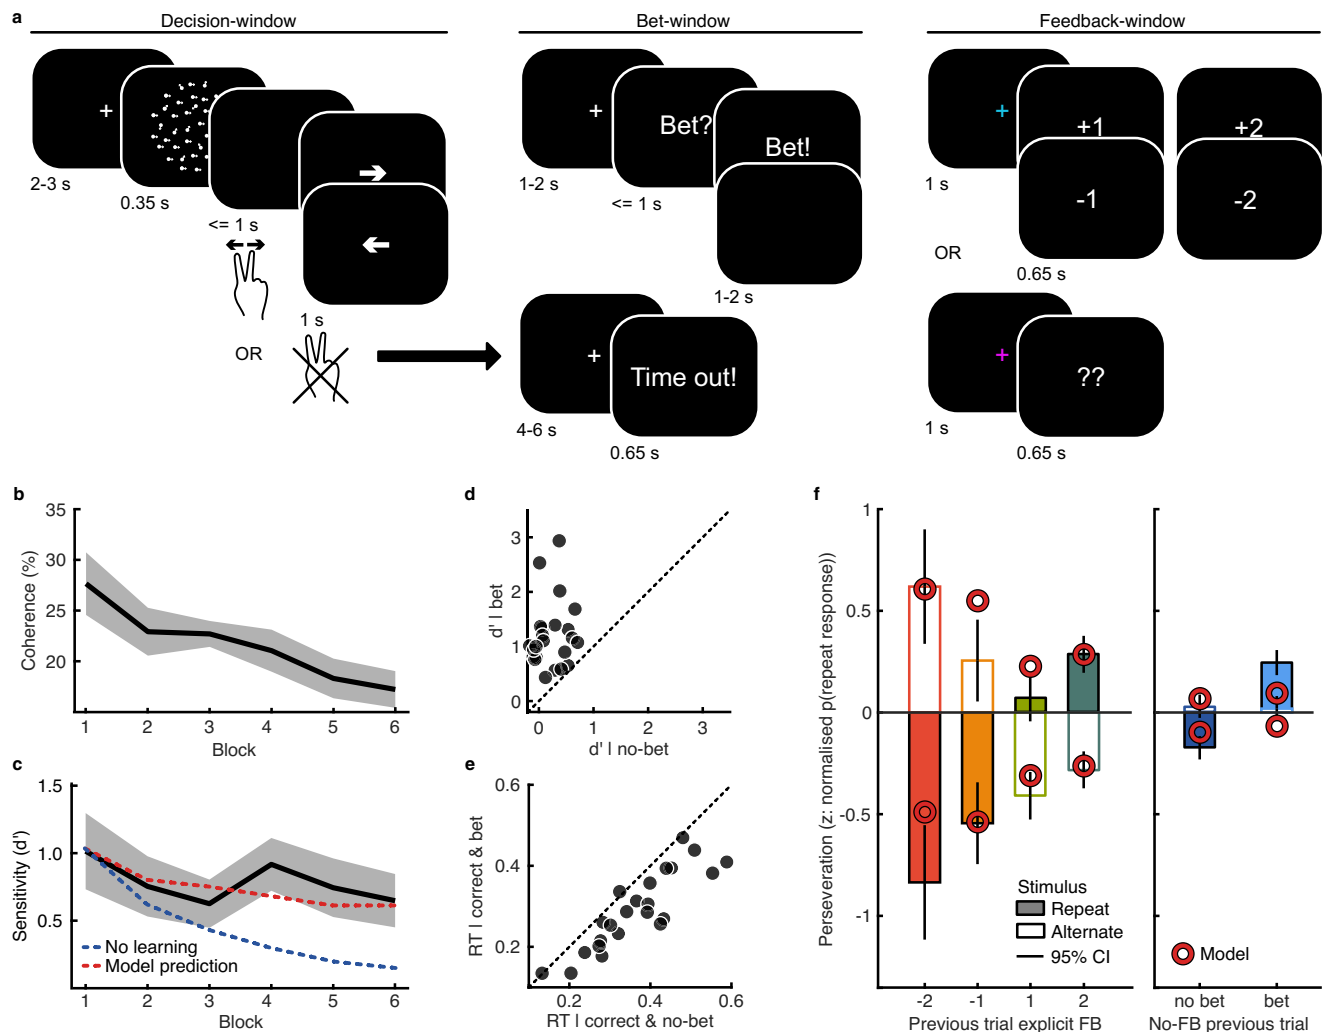 a
Decision-window
Bet-window
Feedback-window
+
2-3 s
0.35 s
<= 1 s
OR
1 s
+
1-2 s
Bet?
<= 1 s
Bet!
1-2 s
+
4-6 s
Time out!
0.65 s
+
1 s
+1
-1
0.65 s
+2
-2
OR
+
1 s
??
0.65 s
b
Coherence (%)
35
30
25
20
1 2 3 4 5 6
Block
c
Sensitivity (d')
1.5
1.0
0.5
No learning
Model prediction
1 2 3 4 5 6
Block
d
d' | bet
3
2
1
0
0 1 2 3
d' | no-bet
e
RT | correct & bet
0.6
0.4
0.2
0.2 0.4 0.6
RT | correct & no-bet
f
Perseveration (z: normalised p(repeat response))
1
0.5
0
-0.5
-1
Stimulus
Repeat
Alternate
95% CI
Model
-2 -1 1 2
Previous trial explicit FB
no bet bet
No-FB previous trial